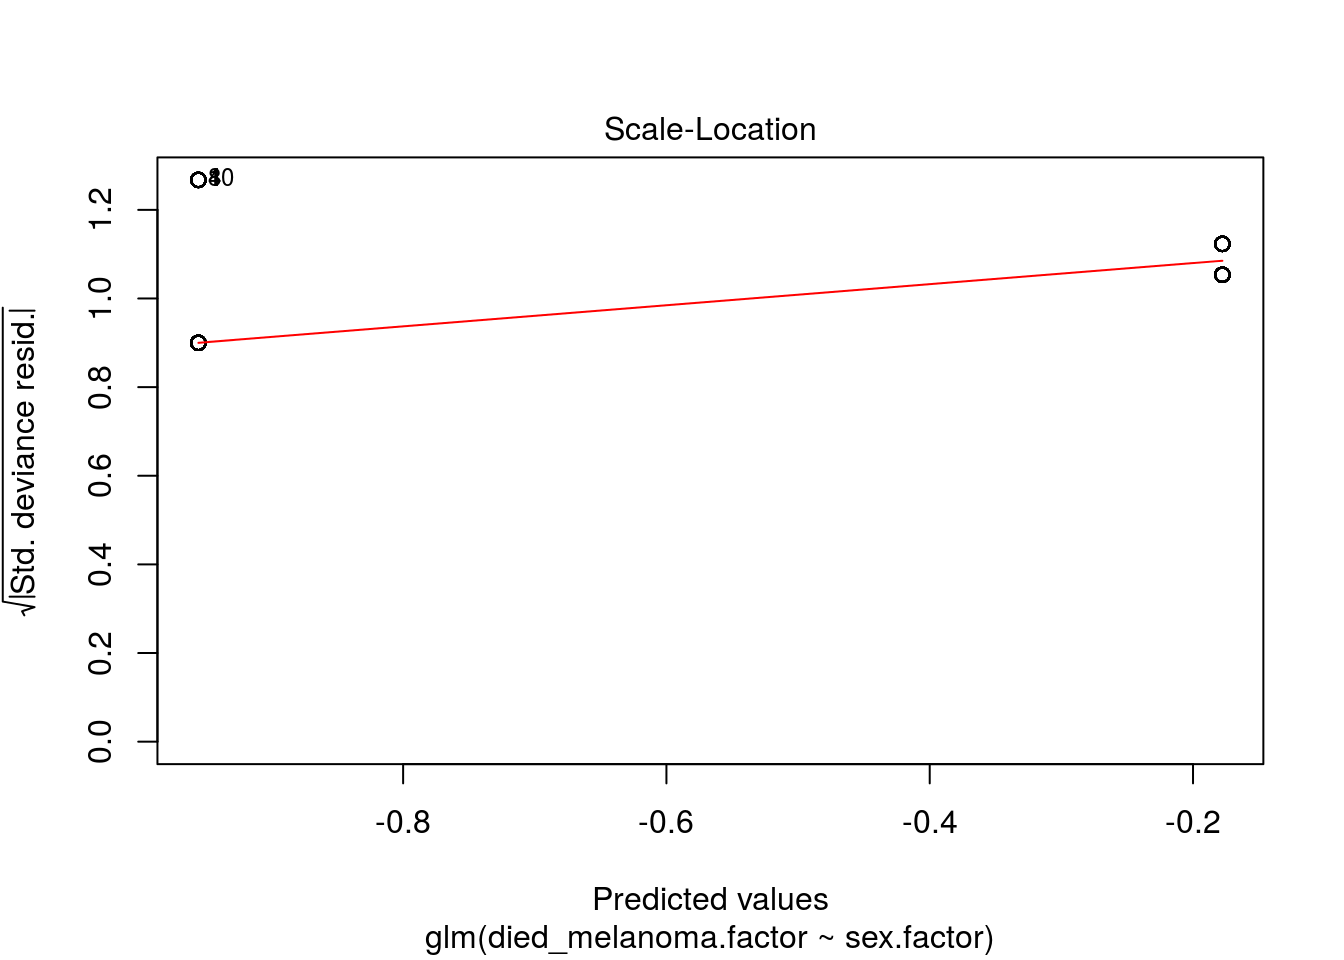 Scale-Location
√|Std. deviance resid.|
1.2
1.0
0.8
0.6
0.4
0.2
0.0
-0.8 -0.6 -0.4 -0.2
Predicted values
glm(died_melanoma.factor ~ sex.factor)